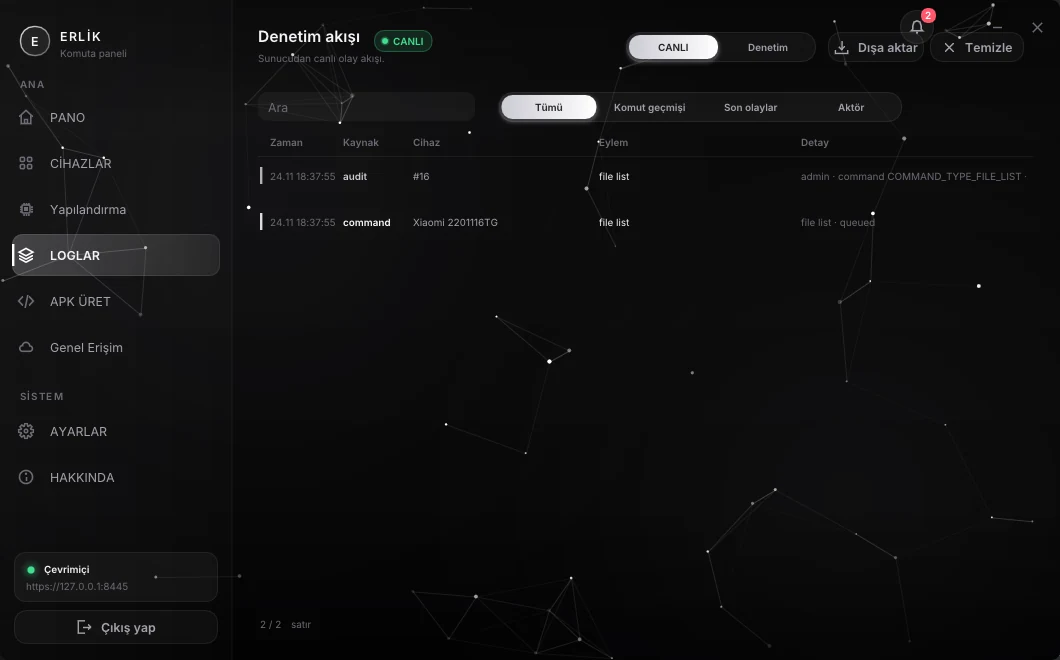 E
ERLİK
Komuta paneli
ANA
PANO
CİHAZLAR
Yapılandırma
LOGLAR
APK ÜRET
Genel Erişim
SİSTEM
AYARLAR
HAKKINDA
Çevrimiçi
https://127.0.0.1:8445
Çıkış yap
Denetim akışı
CANLI
Sunucudan canlı olay akışı.
CANLI Denetim
2
Dışa aktar
Temizle
Ara
Tümü Komut geçmişi Son olaylar Aktör
Zaman Kaynak Cihaz Eylem Detay
24.11 18:37:55 audit #16 file list admin · command COMMAND_TYPE_FILE_LIST ·
24.11 18:37:55 command Xiaomi 2201116TG file list file list · queued
2 / 2 satır